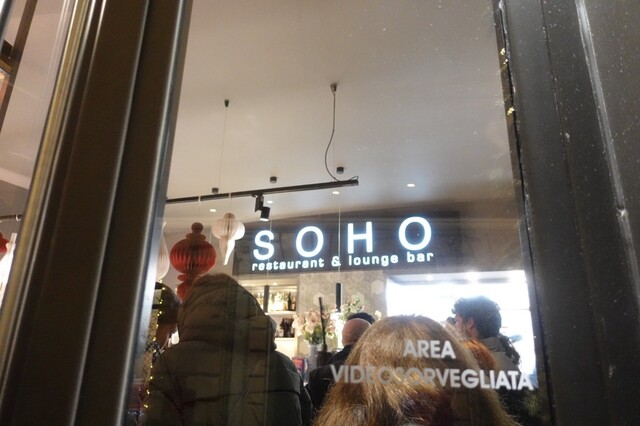 SOHO
restaurant & lounge bar
AREA
VIDEOSORVEGLIATA